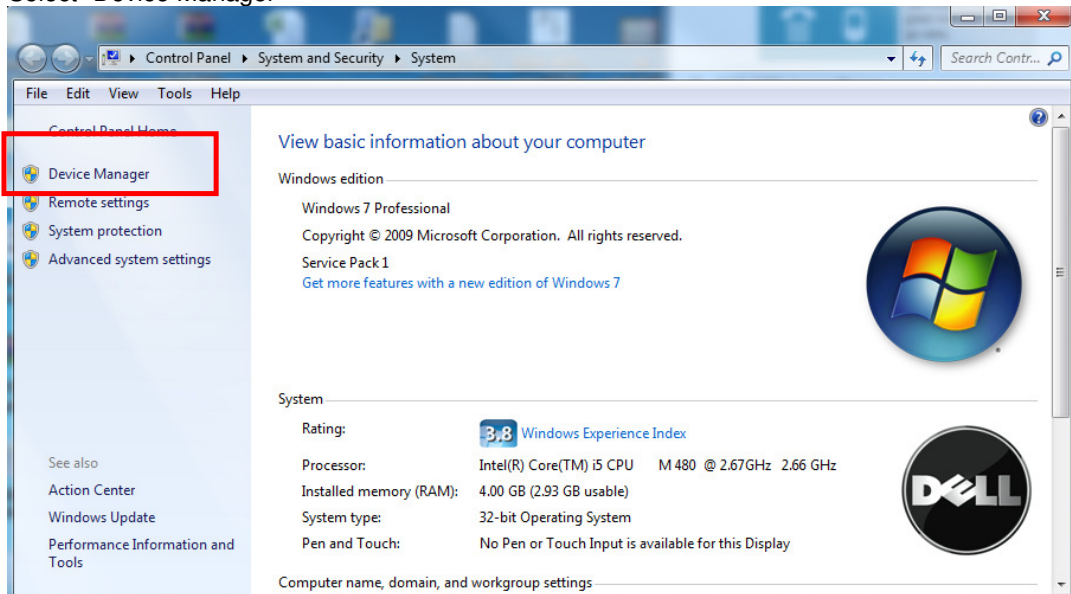 Select "Device Manager"
Control Panel ▸ System and Security ▸ System
Search Contr...
File Edit View Tools Help
Control Panel Home
Device Manager
Remote settings
System protection
Advanced system settings
See also
Action Center
Windows Update
Performance Information and
Tools
View basic information about your computer
Windows edition
Windows 7 Professional
Copyright © 2009 Microsoft Corporation. All rights reserved.
Service Pack 1
Get more features with a new edition of Windows 7
System
Rating:
3.8 Windows Experience Index
Processor: Intel(R) Core(TM) i5 CPU M 480 @ 2.67GHz 2.66 GHz
Installed memory (RAM): 4.00 GB (2.93 GB usable)
System type: 32-bit Operating System
Pen and Touch: No Pen or Touch Input is available for this Display
DELL
Computer name, domain, and workgroup settings